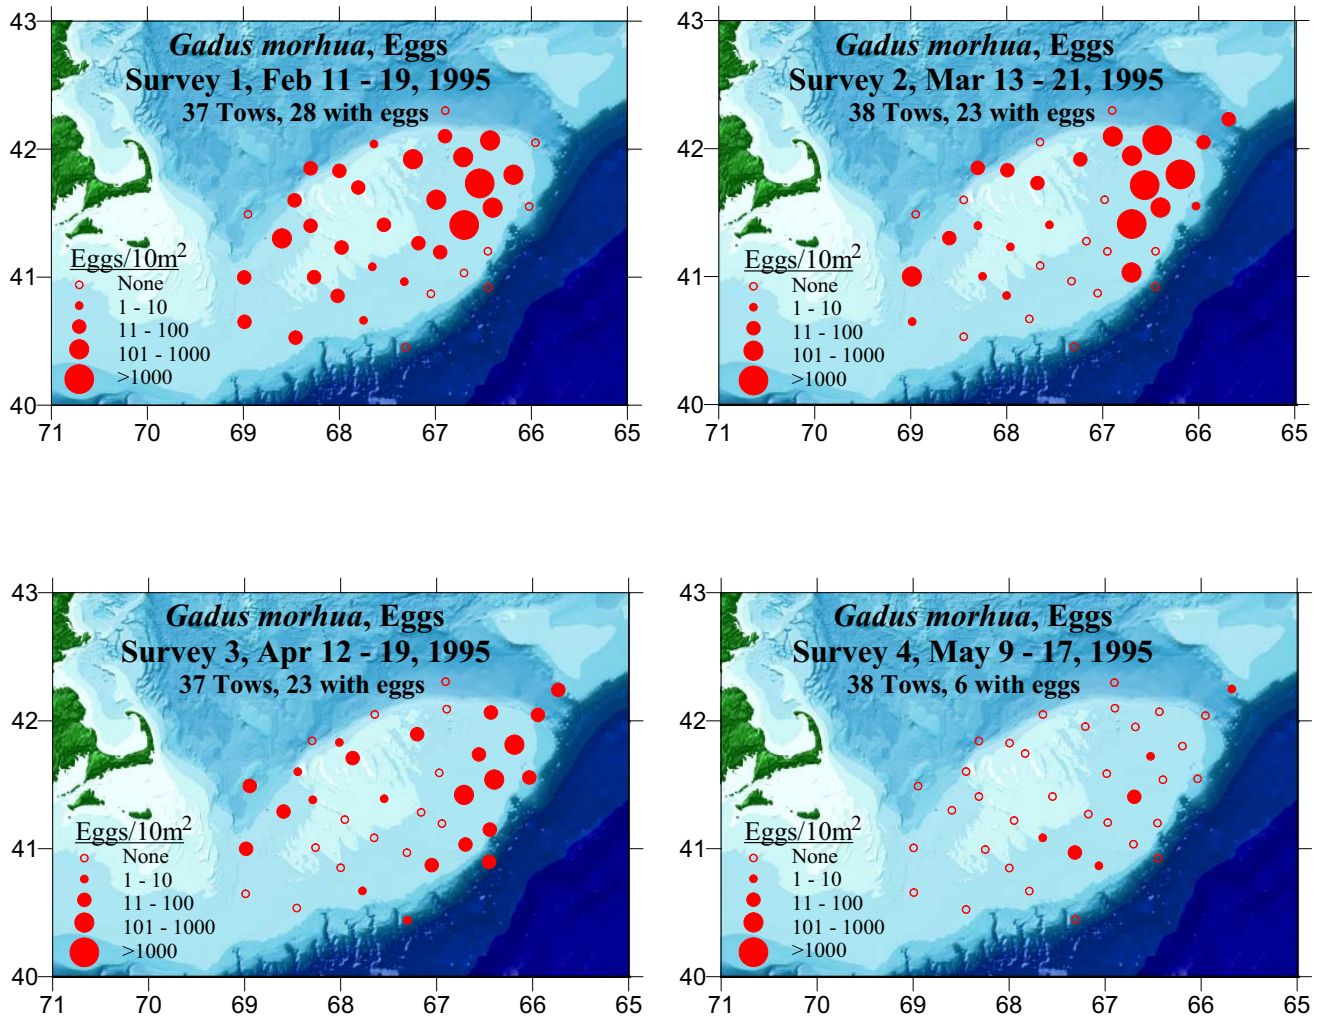 Gadus morhua, Eggs
Survey 1, Feb 11 - 19, 1995
37 Tows, 28 with eggs
43
42
41
40
71 70 69 68 67 66 65
Eggs/10m²
None
1 - 10
11 - 100
101 - 1000
>1000
Gadus morhua, Eggs
Survey 2, Mar 13 - 21, 1995
38 Tows, 23 with eggs
43
42
41
40
71 70 69 68 67 66 65
Eggs/10m²
None
1 - 10
11 - 100
101 - 1000
>1000
Gadus morhua, Eggs
Survey 3, Apr 12 - 19, 1995
37 Tows, 23 with eggs
43
42
41
40
71 70 69 68 67 66 65
Eggs/10m²
None
1 - 10
11 - 100
101 - 1000
>1000
Gadus morhua, Eggs
Survey 4, May 9 - 17, 1995
38 Tows, 6 with eggs
43
42
41
40
71 70 69 68 67 66 65
Eggs/10m²
None
1 - 10
11 - 100
101 - 1000
>1000